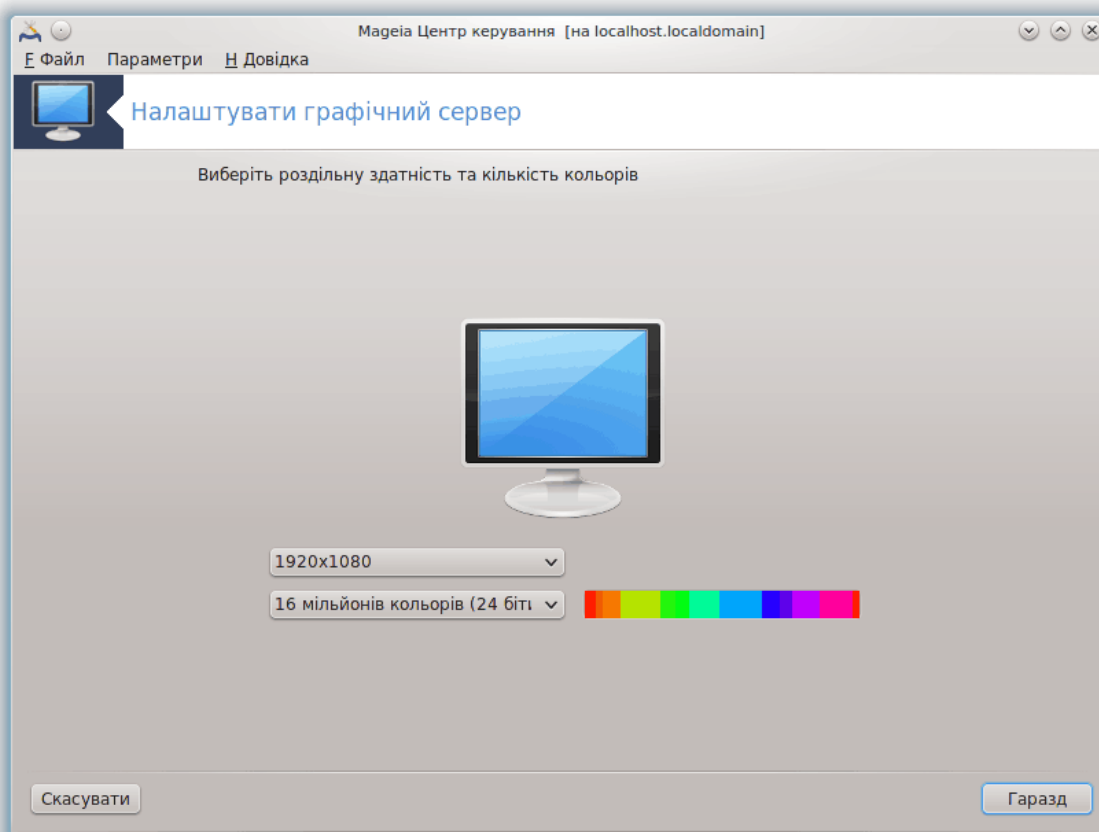 Mageia Центр керування [на localhost.localdomain]
F Файл Параметри H Довідка
Налаштувати графічний сервер
Виберіть роздільну здатність та кількість кольорів
1920x1080
16 мільйонів кольорів (24 біти
Скасувати Гаразд